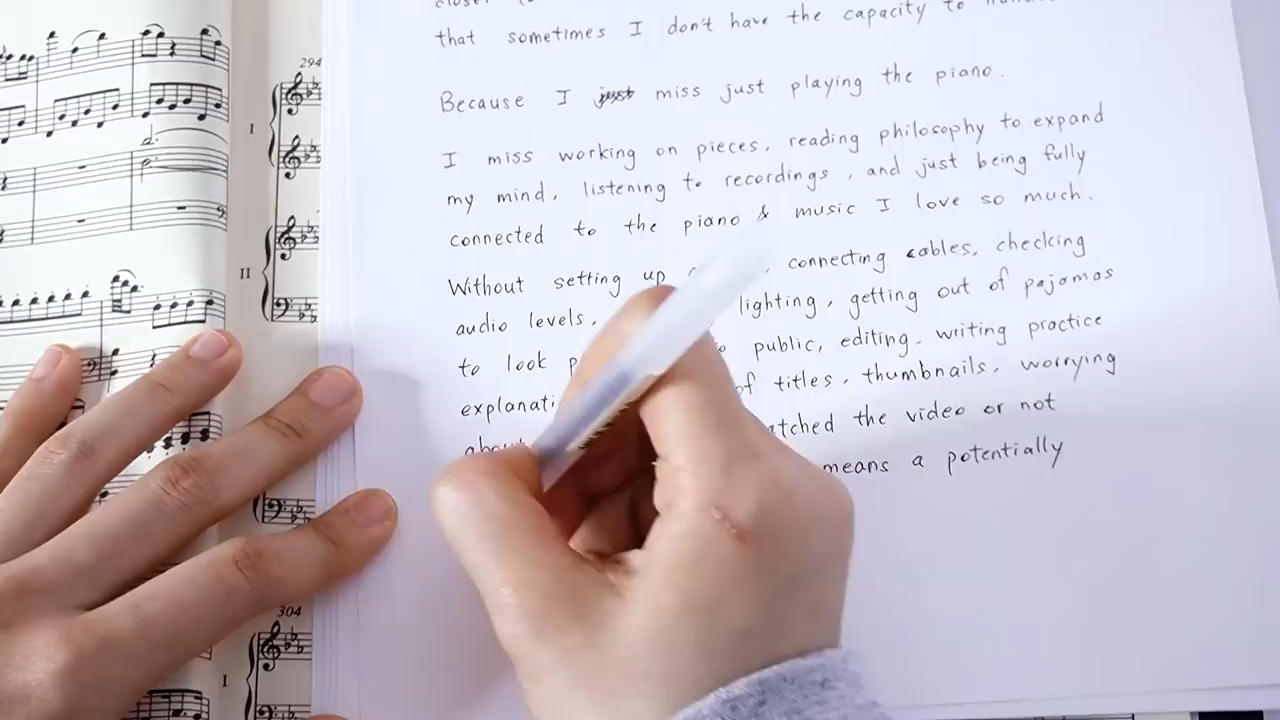 that sometimes I don't have the capacity to
Because I just miss just playing the piano.
I miss working on pieces, reading philosophy to expand
my mind, listening to recordings, and just being fully
connected to the piano & music I love so much.
Without setting up , connecting cables, checking
audio levels, lighting, getting out of pajamas
to look public, editing, writing practice
of titles, thumbnails, worrying
the video or not
means a potentially
294
I
II
304
I